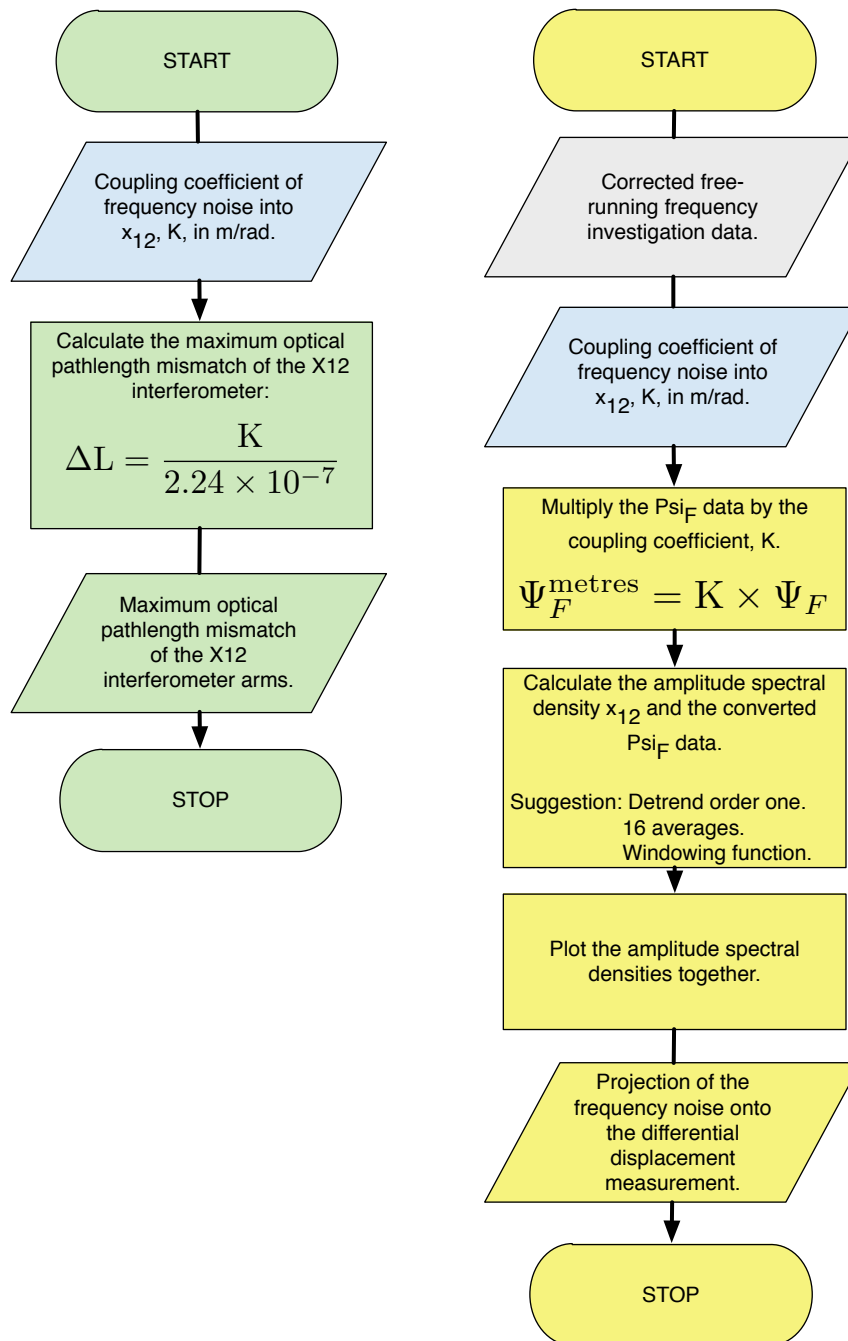 START
Coupling coefficient of
frequency noise into
x12, K, in m/rad.
Calculate the maximum optical
pathlength mismatch of the X12
interferometer:
ΔL = K / 2.24 × 10⁻⁷
Maximum optical
pathlength mismatch
of the X12
interferometer arms.
STOP
START
Corrected free-
running frequency
investigation data.
Coupling coefficient of
frequency noise into
x12, K, in m/rad.
Multiply the PsiF data by the
coupling coefficient, K.
Ψ_F^metres = K × Ψ_F
Calculate the amplitude spectral
density x12 and the converted
PsiF data.
Suggestion: Detrend order one.
16 averages.
Windowing function.
Plot the amplitude spectral
densities together.
Projection of the
frequency noise onto
the differential
displacement
measurement.
STOP